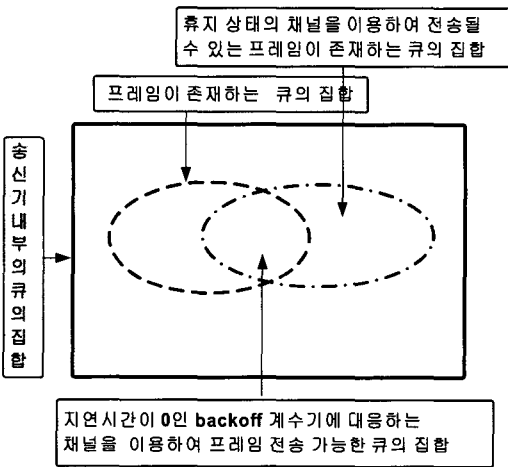 휴지 상태의 채널을 이용하여 전송될
수 있는 프레임이 존재하는 큐의 집합
프레임이 존재하는 큐의 집합
송
신
기
내
부
의
큐
의
집
합
지연시간이 0인 backoff 계수기에 대응하는
채널을 이용하여 프레임 전송 가능한 큐의 집합